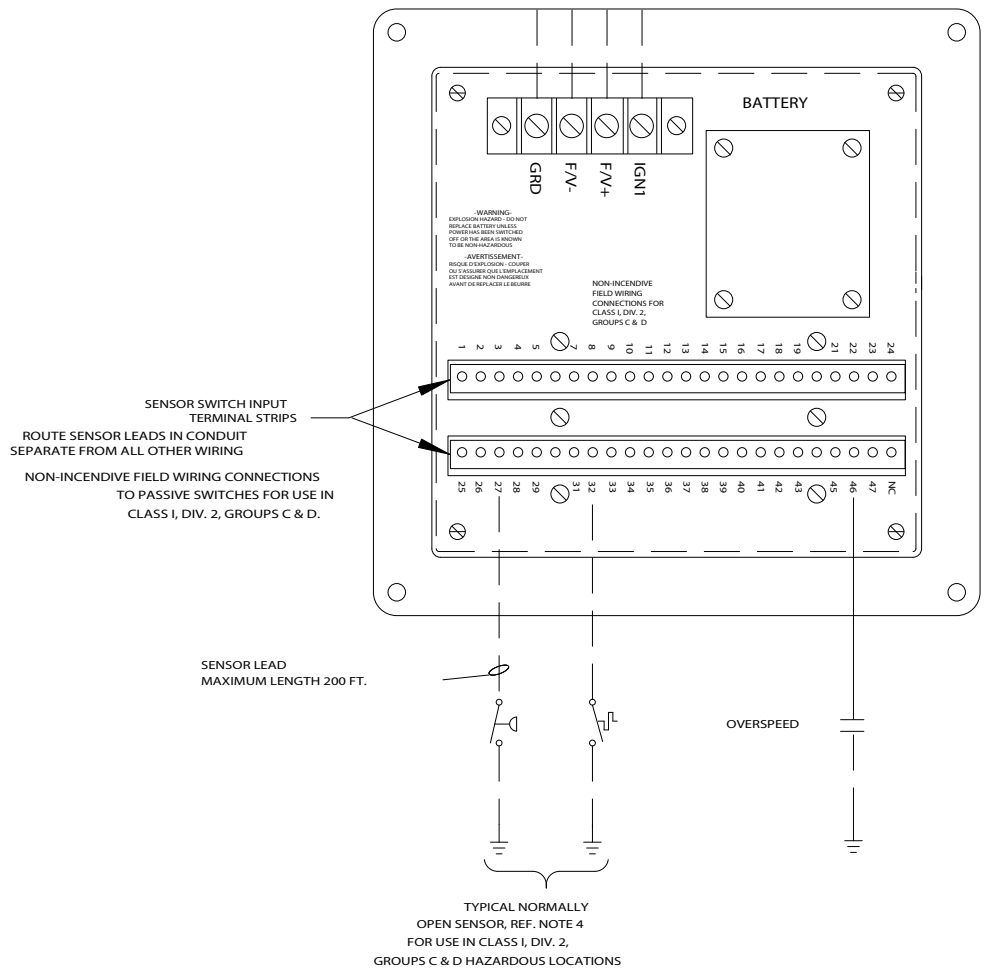 BATTERY
GRD
F/V-
F/V+
IGN1
-WARNING-
EXPLOSION HAZARD - DO NOT
REPLACE BATTERY UNLESS
POWER HAS BEEN SWITCHED
OFF OR THE AREA IS KNOWN
TO BE NON-HAZARDOUS
-AVERTISSEMENT-
RISQUE D'EXPLOSION - COUPER
OU S'ASSURER QUE L'EMPLACEMENT
EST DESIGNE NON DANGEREUX
AVANT DE REPLACER LE BEURRE
NON-INCENDIVE
FIELD WIRING
CONNECTIONS FOR
CLASS I, DIV. 2,
GROUPS C & D
1 2 3 4 5 7 8 9 10 11 12 13 14 15 16 17 18 19 21 22 23 24
SENSOR SWITCH INPUT
TERMINAL STRIPS
ROUTE SENSOR LEADS IN CONDUIT
SEPARATE FROM ALL OTHER WIRING
NON-INCENDIVE FIELD WIRING CONNECTIONS
TO PASSIVE SWITCHES FOR USE IN
CLASS I, DIV. 2, GROUPS C & D.
25 26 27 28 29 31 32 33 34 35 36 37 38 39 40 41 42 43 45 46 47 NC
SENSOR LEAD
MAXIMUM LENGTH 200 FT.
OVERSPEED
TYPICAL NORMALLY
OPEN SENSOR, REF. NOTE 4
FOR USE IN CLASS I, DIV. 2,
GROUPS C & D HAZARDOUS LOCATIONS